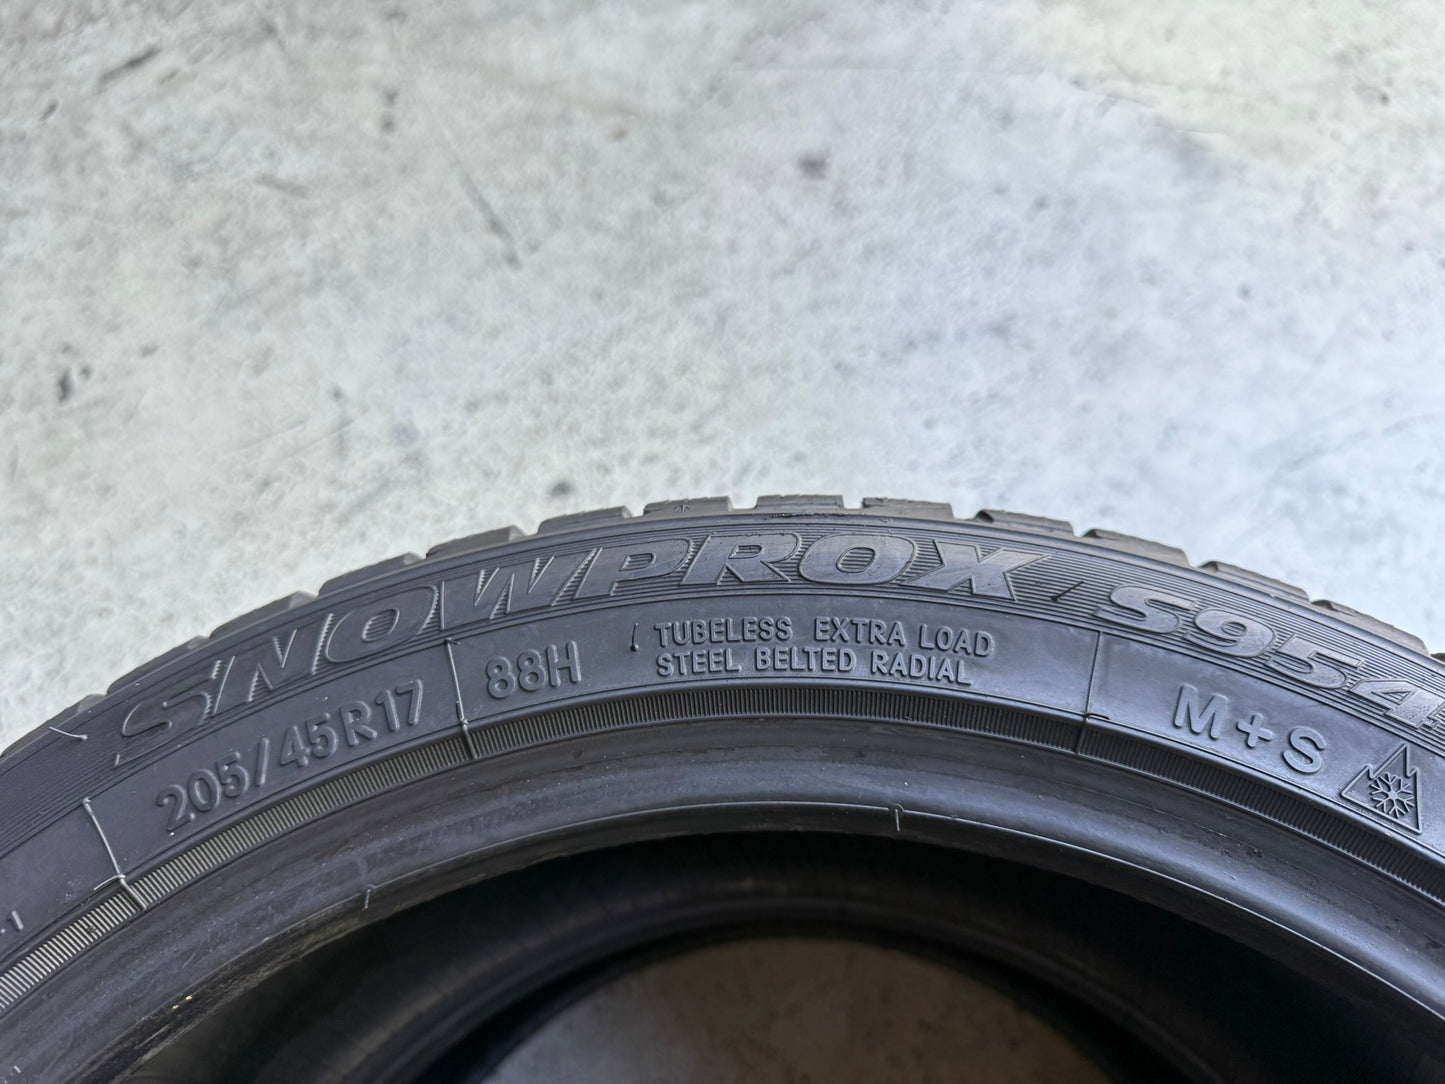 SNOWPROX S954
205/45R17 88H
TUBELESS EXTRA LOAD
STEEL BELTED RADIAL
M+S